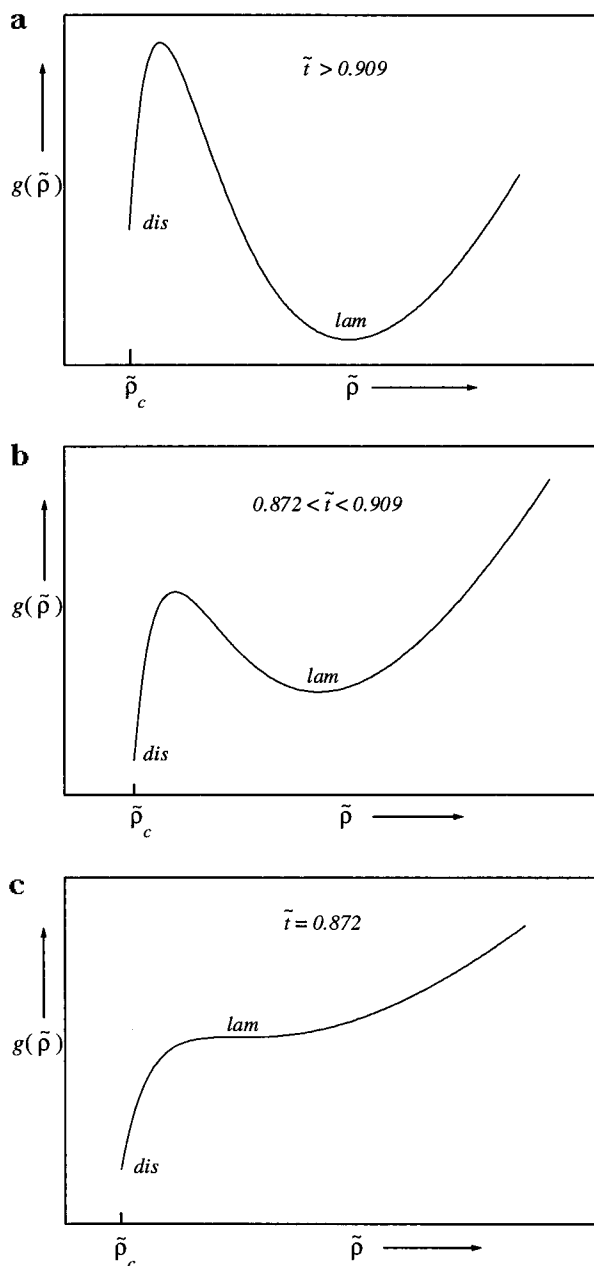 a
t̃ > 0.909
g(ρ̃)
dis
lam
ρ̃c
ρ̃
b
0.872 < t̃ < 0.909
g(ρ̃)
lam
dis
ρ̃c
ρ̃
c
t̃ = 0.872
lam
g(ρ̃)
dis
ρ̃c
ρ̃